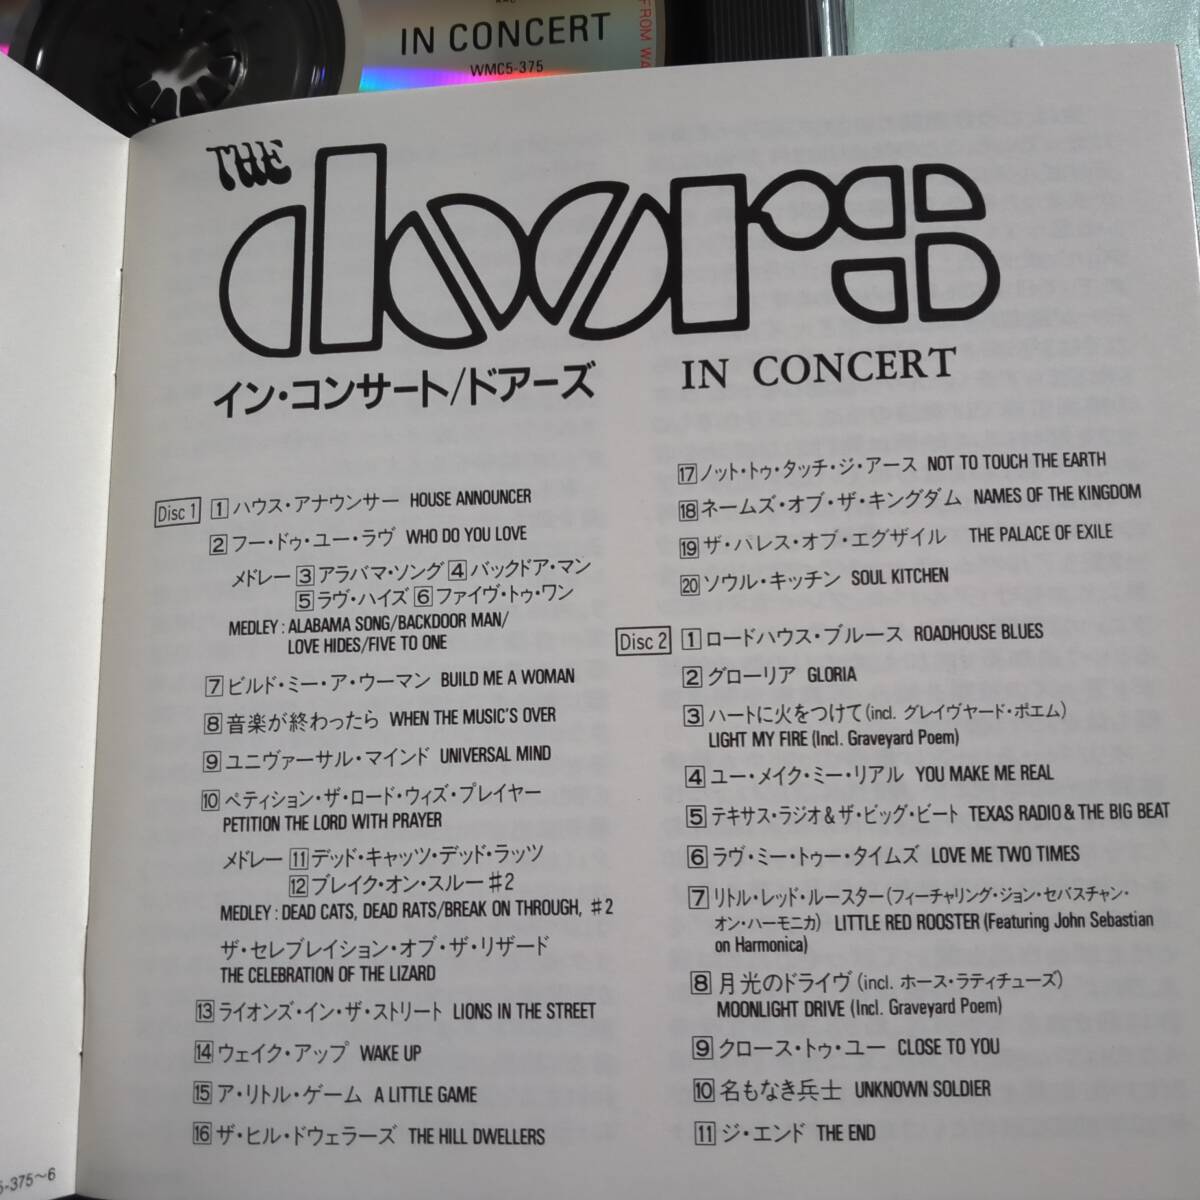 IN CONCERT
WMC5-375
FROM WA
THE
doors
イン・コンサート/ドアーズ
IN CONCERT
Disc 1
1 ハウス・アナウンサー HOUSE ANNOUNCER
2 フー・ドゥ・ユー・ラヴ WHO DO YOU LOVE
メドレー 3 アラバマ・ソング 4 バックドア・マン
5 ラヴ・ハイズ 6 ファイヴ・トゥ・ワン
MEDLEY : ALABAMA SONG/BACKDOOR MAN/
LOVE HIDES/FIVE TO ONE
7 ビルド・ミー・ア・ウーマン BUILD ME A WOMAN
8 音楽が終わったら WHEN THE MUSIC'S OVER
9 ユニヴァーサル・マインド UNIVERSAL MIND
10 ペティション・ザ・ロード・ウィズ・プレイヤー
PETITION THE LORD WITH PRAYER
メドレー 11 デッド・キャッツ・デッド・ラッツ
12 ブレイク・オン・スルー♯2
MEDLEY : DEAD CATS, DEAD RATS/BREAK ON THROUGH, ♯2
ザ・セレブレイション・オブ・ザ・リザード
THE CELEBRATION OF THE LIZARD
13 ライオンズ・イン・ザ・ストリート LIONS IN THE STREET
14 ウェイク・アップ WAKE UP
15 ア・リトル・ゲーム A LITTLE GAME
16 ザ・ヒル・ドウェラーズ THE HILL DWELLERS
17 ノット・トゥ・タッチ・ジ・アース NOT TO TOUCH THE EARTH
18 ネームズ・オブ・ザ・キングダム NAMES OF THE KINGDOM
19 ザ・パレス・オブ・エグザイル THE PALACE OF EXILE
20 ソウル・キッチン SOUL KITCHEN
Disc 2
1 ロードハウス・ブルース ROADHOUSE BLUES
2 グローリア GLORIA
3 ハートに火をつけて(incl. グレイヴヤード・ポエム)
LIGHT MY FIRE (Incl. Graveyard Poem)
4 ユー・メイク・ミー・リアル YOU MAKE ME REAL
5 テキサス・ラジオ&ザ・ビッグ・ビート TEXAS RADIO & THE BIG BEAT
6 ラヴ・ミー・トゥー・タイムズ LOVE ME TWO TIMES
7 リトル・レッド・ルースター(フィーチャリング・ジョン・セバスチャン・
オン・ハーモニカ) LITTLE RED ROOSTER (Featuring John Sebastian
on Harmonica)
8 月光のドライヴ (incl. ホース・ラティチューズ)
MOONLIGHT DRIVE (Incl. Graveyard Poem)
9 クロース・トゥ・ユー CLOSE TO YOU
10 名もなき兵士 UNKNOWN SOLDIER
11 ジ・エンド THE END
5-375～6